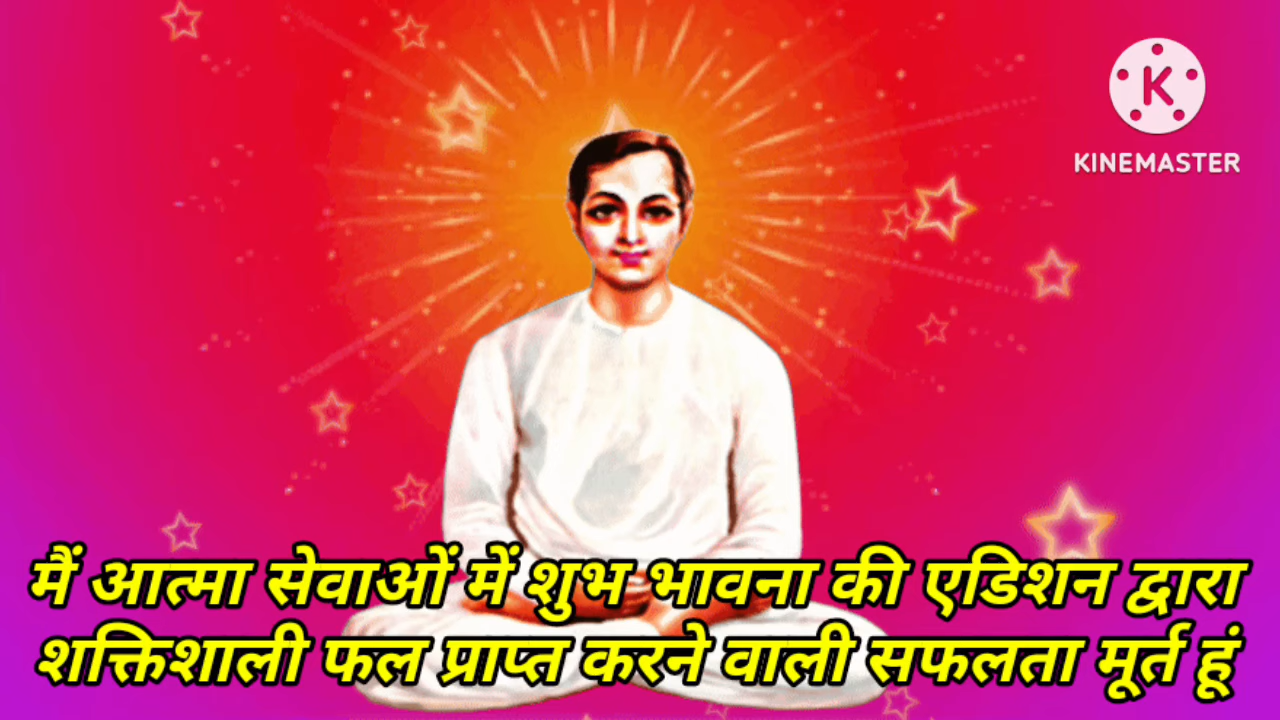 KINEMASTER
मैं आत्मा सेवाओं में शुभ भावना की एडिशन द्वारा
शक्तिशाली फल प्राप्त करने वाली सफलता मूर्त हूं